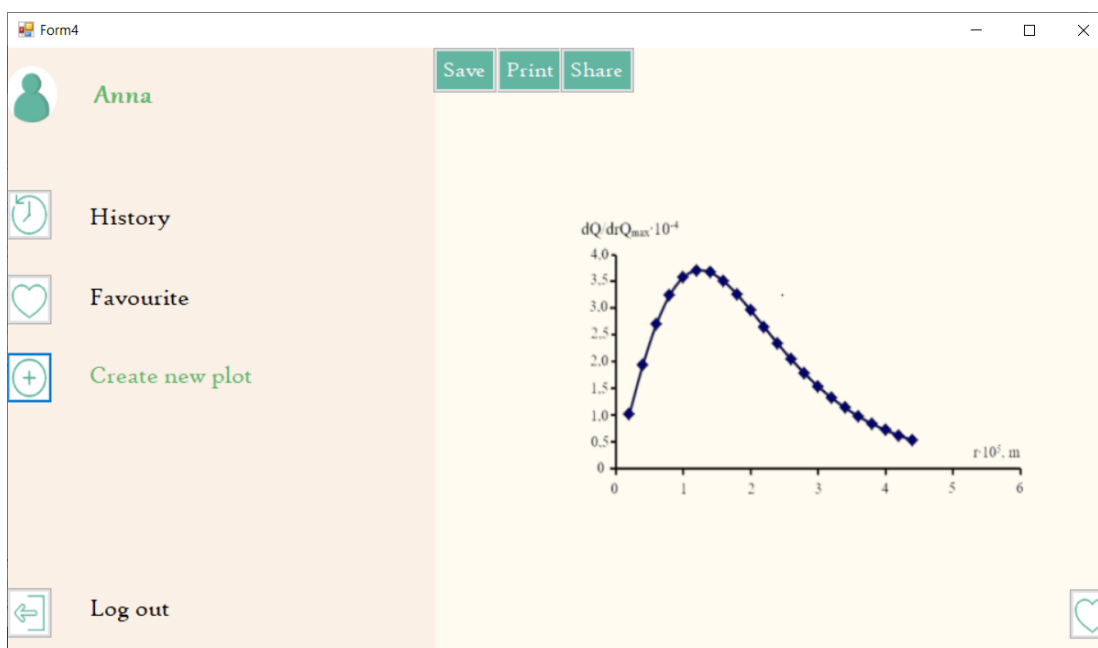 Form4
Anna
History
Favourite
Create new plot
Log out
Save Print Share
dQ/drQmax·10-4
4,0
3,5
3,0
2,5
2,0
1,5
1,0
0,5
0
r·10⁵, m
0 1 2 3 4 5 6